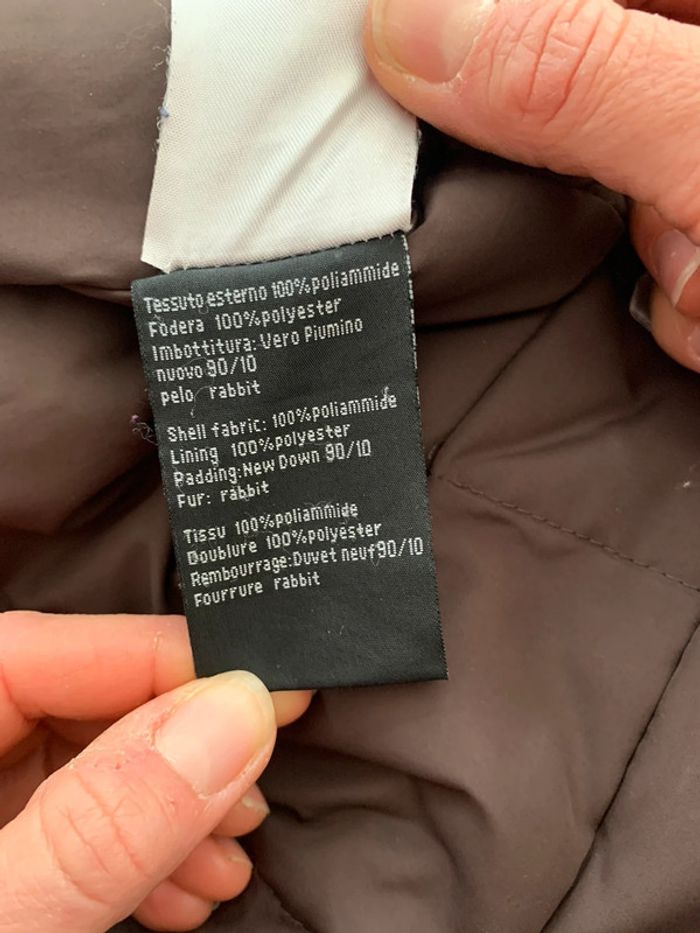 Tessuto esterno 100%poliammide
Fodera 100%polyester
Imbottitura: Vero Piumino
nuovo 90/10
pelo rabbit
Shell fabric: 100%poliammide
Lining 100%polyester
Padding:New Down 90/10
Fur: rabbit
Tissu 100%poliammide
Doublure 100%polyester
Rembourrage:Duvet neuf90/10
Fourrure rabbit